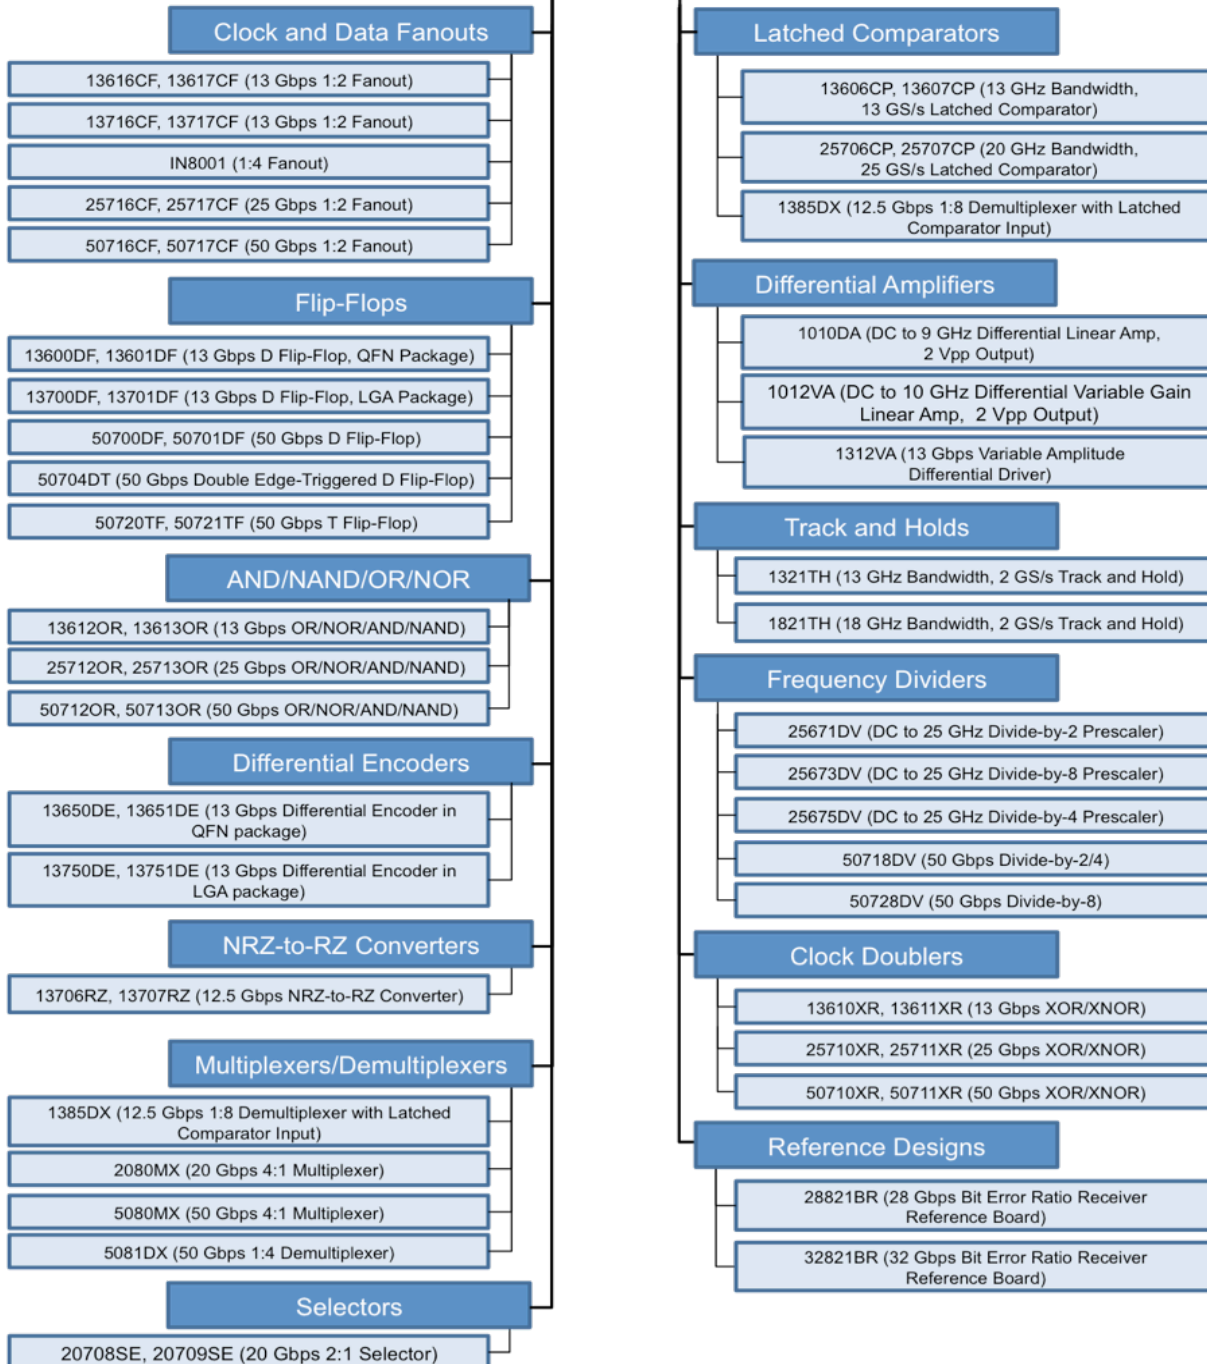 Clock and Data Fanouts
13616CF, 13617CF (13 Gbps 1:2 Fanout)
13716CF, 13717CF (13 Gbps 1:2 Fanout)
IN8001 (1:4 Fanout)
25716CF, 25717CF (25 Gbps 1:2 Fanout)
50716CF, 50717CF (50 Gbps 1:2 Fanout)
Flip-Flops
13600DF, 13601DF (13 Gbps D Flip-Flop, QFN Package)
13700DF, 13701DF (13 Gbps D Flip-Flop, LGA Package)
50700DF, 50701DF (50 Gbps D Flip-Flop)
50704DT (50 Gbps Double Edge-Triggered D Flip-Flop)
50720TF, 50721TF (50 Gbps T Flip-Flop)
AND/NAND/OR/NOR
13612OR, 13613OR (13 Gbps OR/NOR/AND/NAND)
25712OR, 25713OR (25 Gbps OR/NOR/AND/NAND)
50712OR, 50713OR (50 Gbps OR/NOR/AND/NAND)
Differential Encoders
13650DE, 13651DE (13 Gbps Differential Encoder in
QFN package)
13750DE, 13751DE (13 Gbps Differential Encoder in
LGA package)
NRZ-to-RZ Converters
13706RZ, 13707RZ (12.5 Gbps NRZ-to-RZ Converter)
Multiplexers/Demultiplexers
1385DX (12.5 Gbps 1:8 Demultiplexer with Latched
Comparator Input)
2080MX (20 Gbps 4:1 Multiplexer)
5080MX (50 Gbps 4:1 Multiplexer)
5081DX (50 Gbps 1:4 Demultiplexer)
Selectors
20708SE, 20709SE (20 Gbps 2:1 Selector)
Latched Comparators
13606CP, 13607CP (13 GHz Bandwidth,
13 GS/s Latched Comparator)
25706CP, 25707CP (20 GHz Bandwidth,
25 GS/s Latched Comparator)
1385DX (12.5 Gbps 1:8 Demultiplexer with Latched
Comparator Input)
Differential Amplifiers
1010DA (DC to 9 GHz Differential Linear Amp,
2 Vpp Output)
1012VA (DC to 10 GHz Differential Variable Gain
Linear Amp, 2 Vpp Output)
1312VA (13 Gbps Variable Amplitude
Differential Driver)
Track and Holds
1321TH (13 GHz Bandwidth, 2 GS/s Track and Hold)
1821TH (18 GHz Bandwidth, 2 GS/s Track and Hold)
Frequency Dividers
25671DV (DC to 25 GHz Divide-by-2 Prescaler)
25673DV (DC to 25 GHz Divide-by-8 Prescaler)
25675DV (DC to 25 GHz Divide-by-4 Prescaler)
50718DV (50 Gbps Divide-by-2/4)
50728DV (50 Gbps Divide-by-8)
Clock Doublers
13610XR, 13611XR (13 Gbps XOR/XNOR)
25710XR, 25711XR (25 Gbps XOR/XNOR)
50710XR, 50711XR (50 Gbps XOR/XNOR)
Reference Designs
28821BR (28 Gbps Bit Error Ratio Receiver
Reference Board)
32821BR (32 Gbps Bit Error Ratio Receiver
Reference Board)